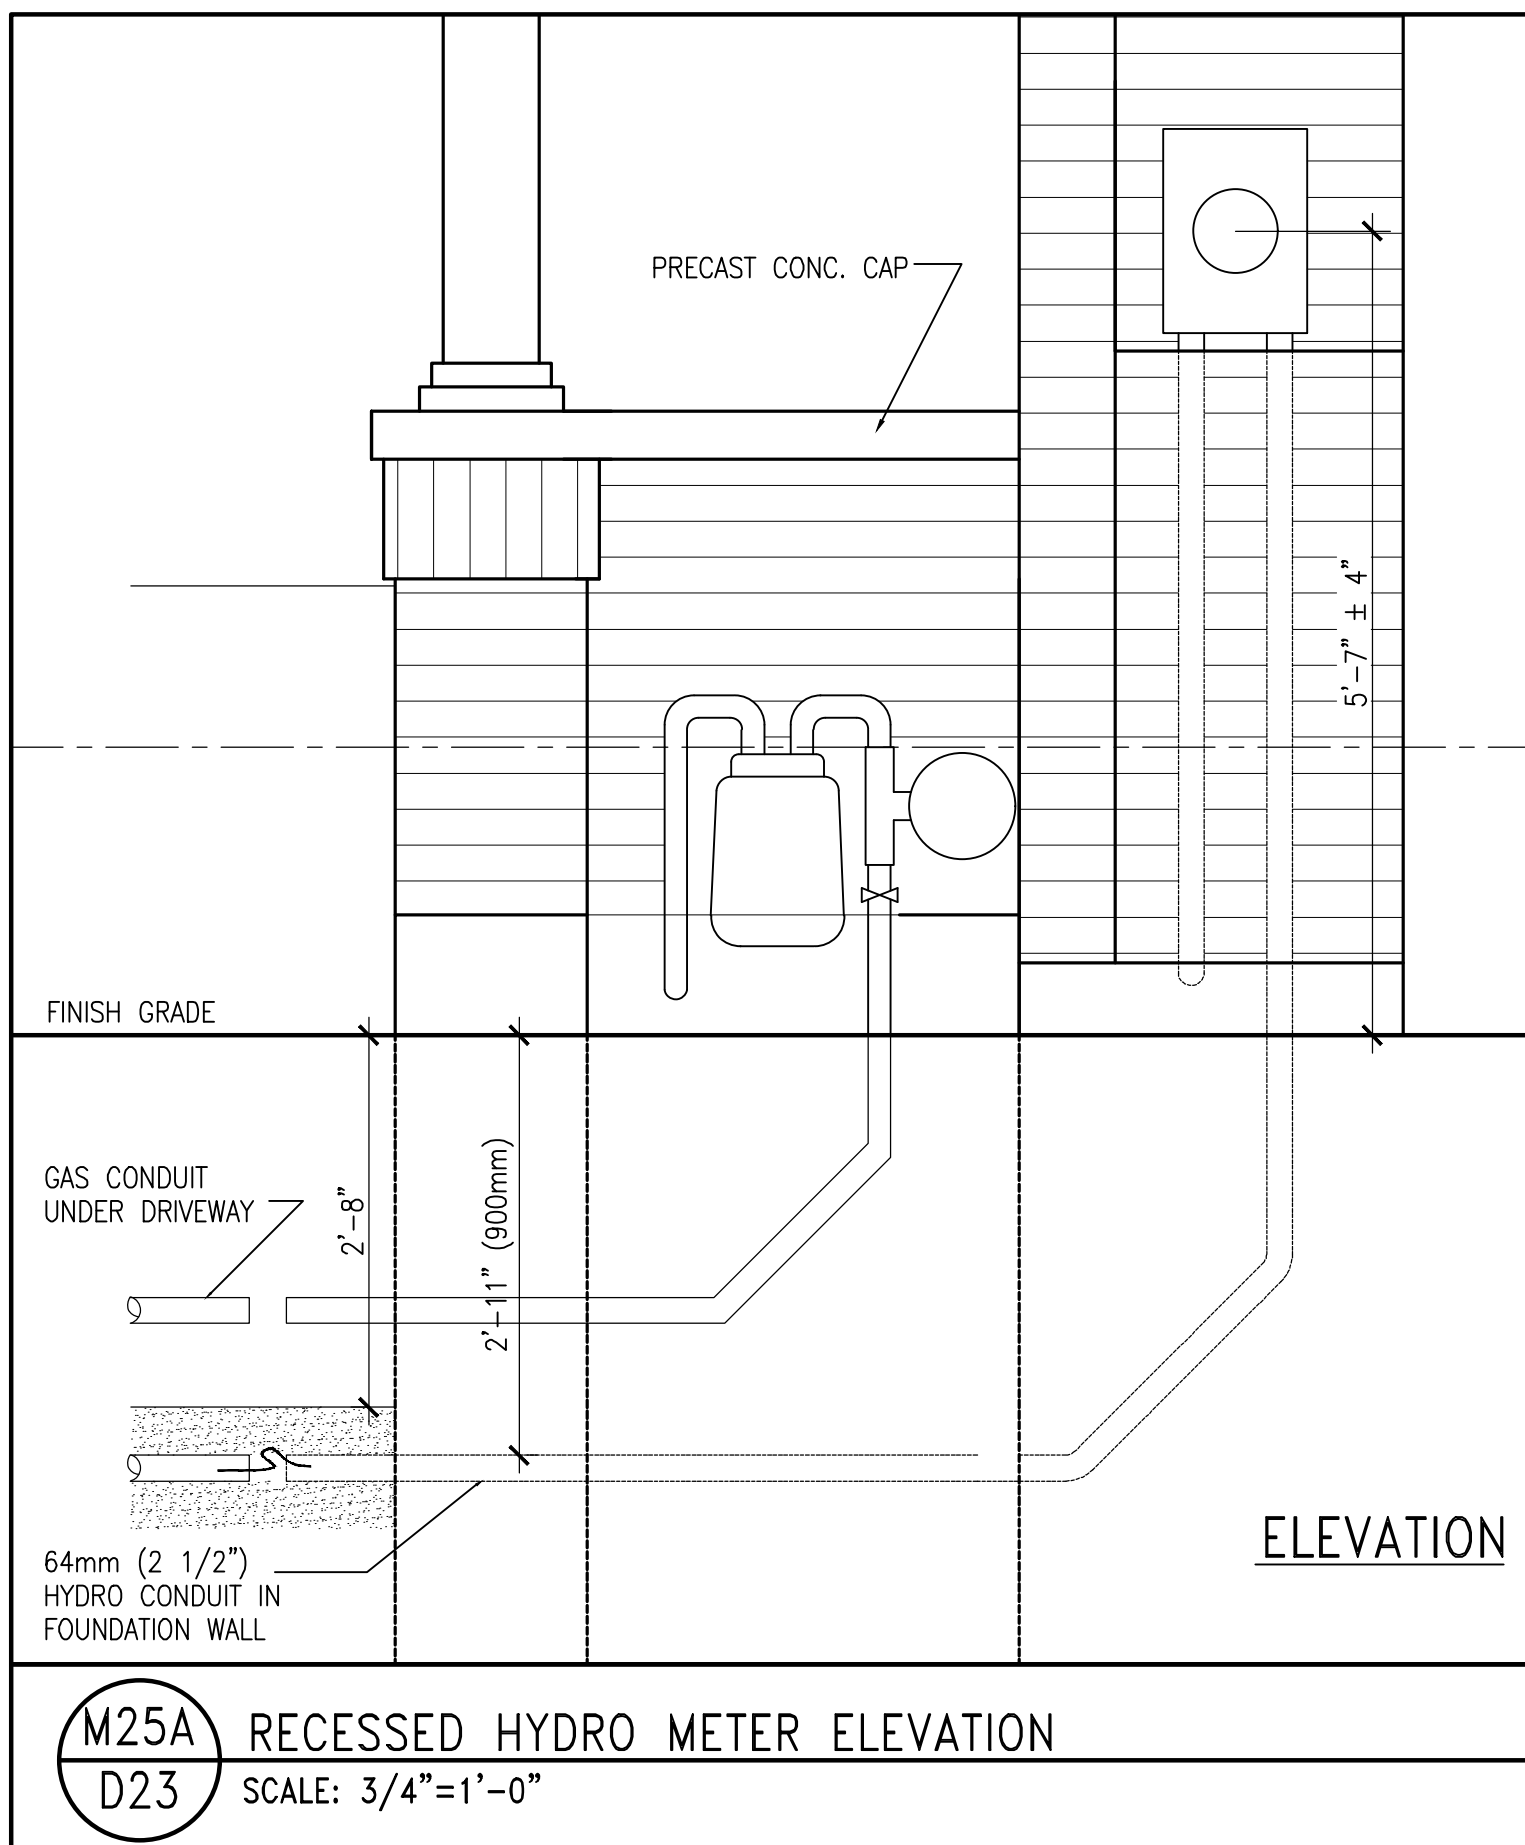 PRECAST CONC. CAP
5'-7" ± 4"
FINISH GRADE
GAS CONDUIT
UNDER DRIVEWAY
2'-8"
2'-11" (900mm)
64mm (2 1/2")
HYDRO CONDUIT IN
FOUNDATION WALL
ELEVATION
M25A
RECESSED HYDRO METER ELEVATION
D23
SCALE: 3/4"=1'-0"